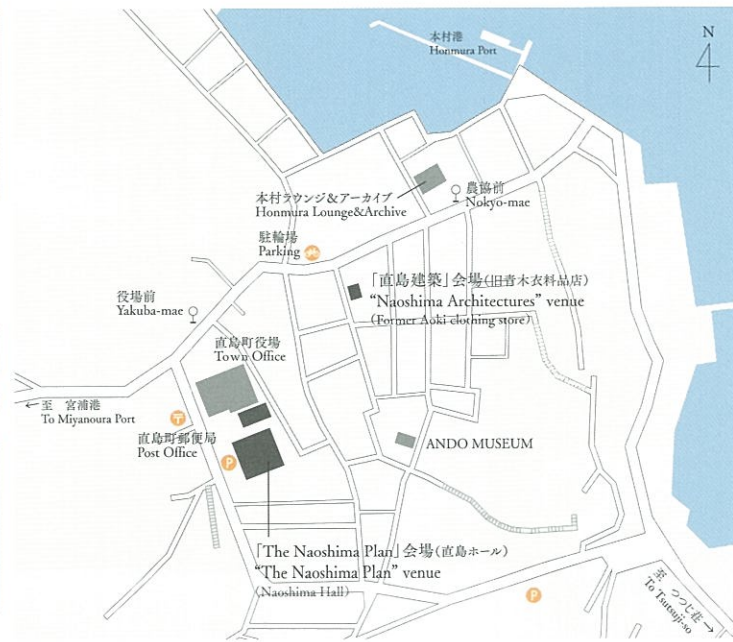 本村港
Honmura Port
N
本村ラウンジ&アーカイブ
Honmura Lounge&Archive
農協前
Nokyo-mae
駐輪場
Parking
「直島建築」会場(旧青木衣料品店)
“Naoshima Architectures” venue
(Former Aoki clothing store)
役場前
Yakuba-mae
直島町役場
Town Office
←至 宮浦港
To Miyanoura Port
〒
直島町郵便局
Post Office
P
ANDO MUSEUM
「The Naoshima Plan」会場(直島ホール)
“The Naoshima Plan” venue
(Naoshima Hall)
P
至 つつじ荘→
To Tsutsuji-so